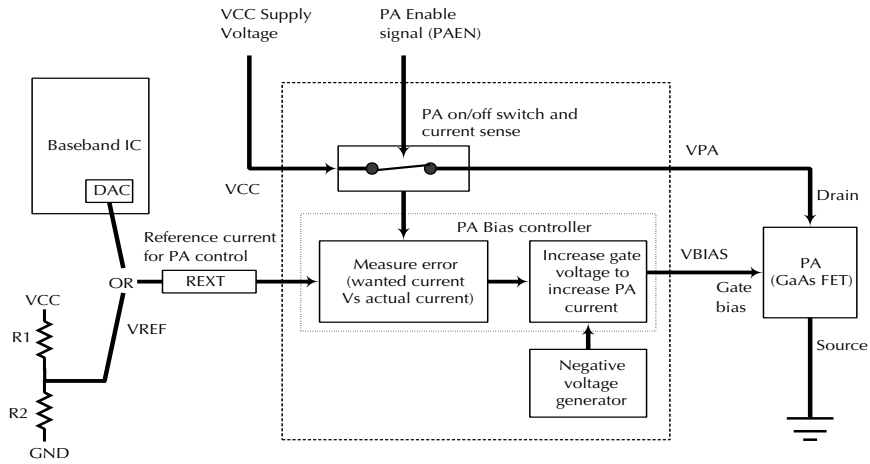 VCC Supply
Voltage
PA Enable
signal (PAEN)
Baseband IC
DAC
PA on/off switch and
current sense
VCC
VPA
Drain
Reference current
for PA control
REXT
OR
VCC
R1
VREF
R2
GND
PA Bias controller
Measure error
(wanted current
Vs actual current)
Increase gate
voltage to
increase PA
current
VBIAS
Gate
bias
PA
(GaAs FET)
Source
Negative
voltage
generator